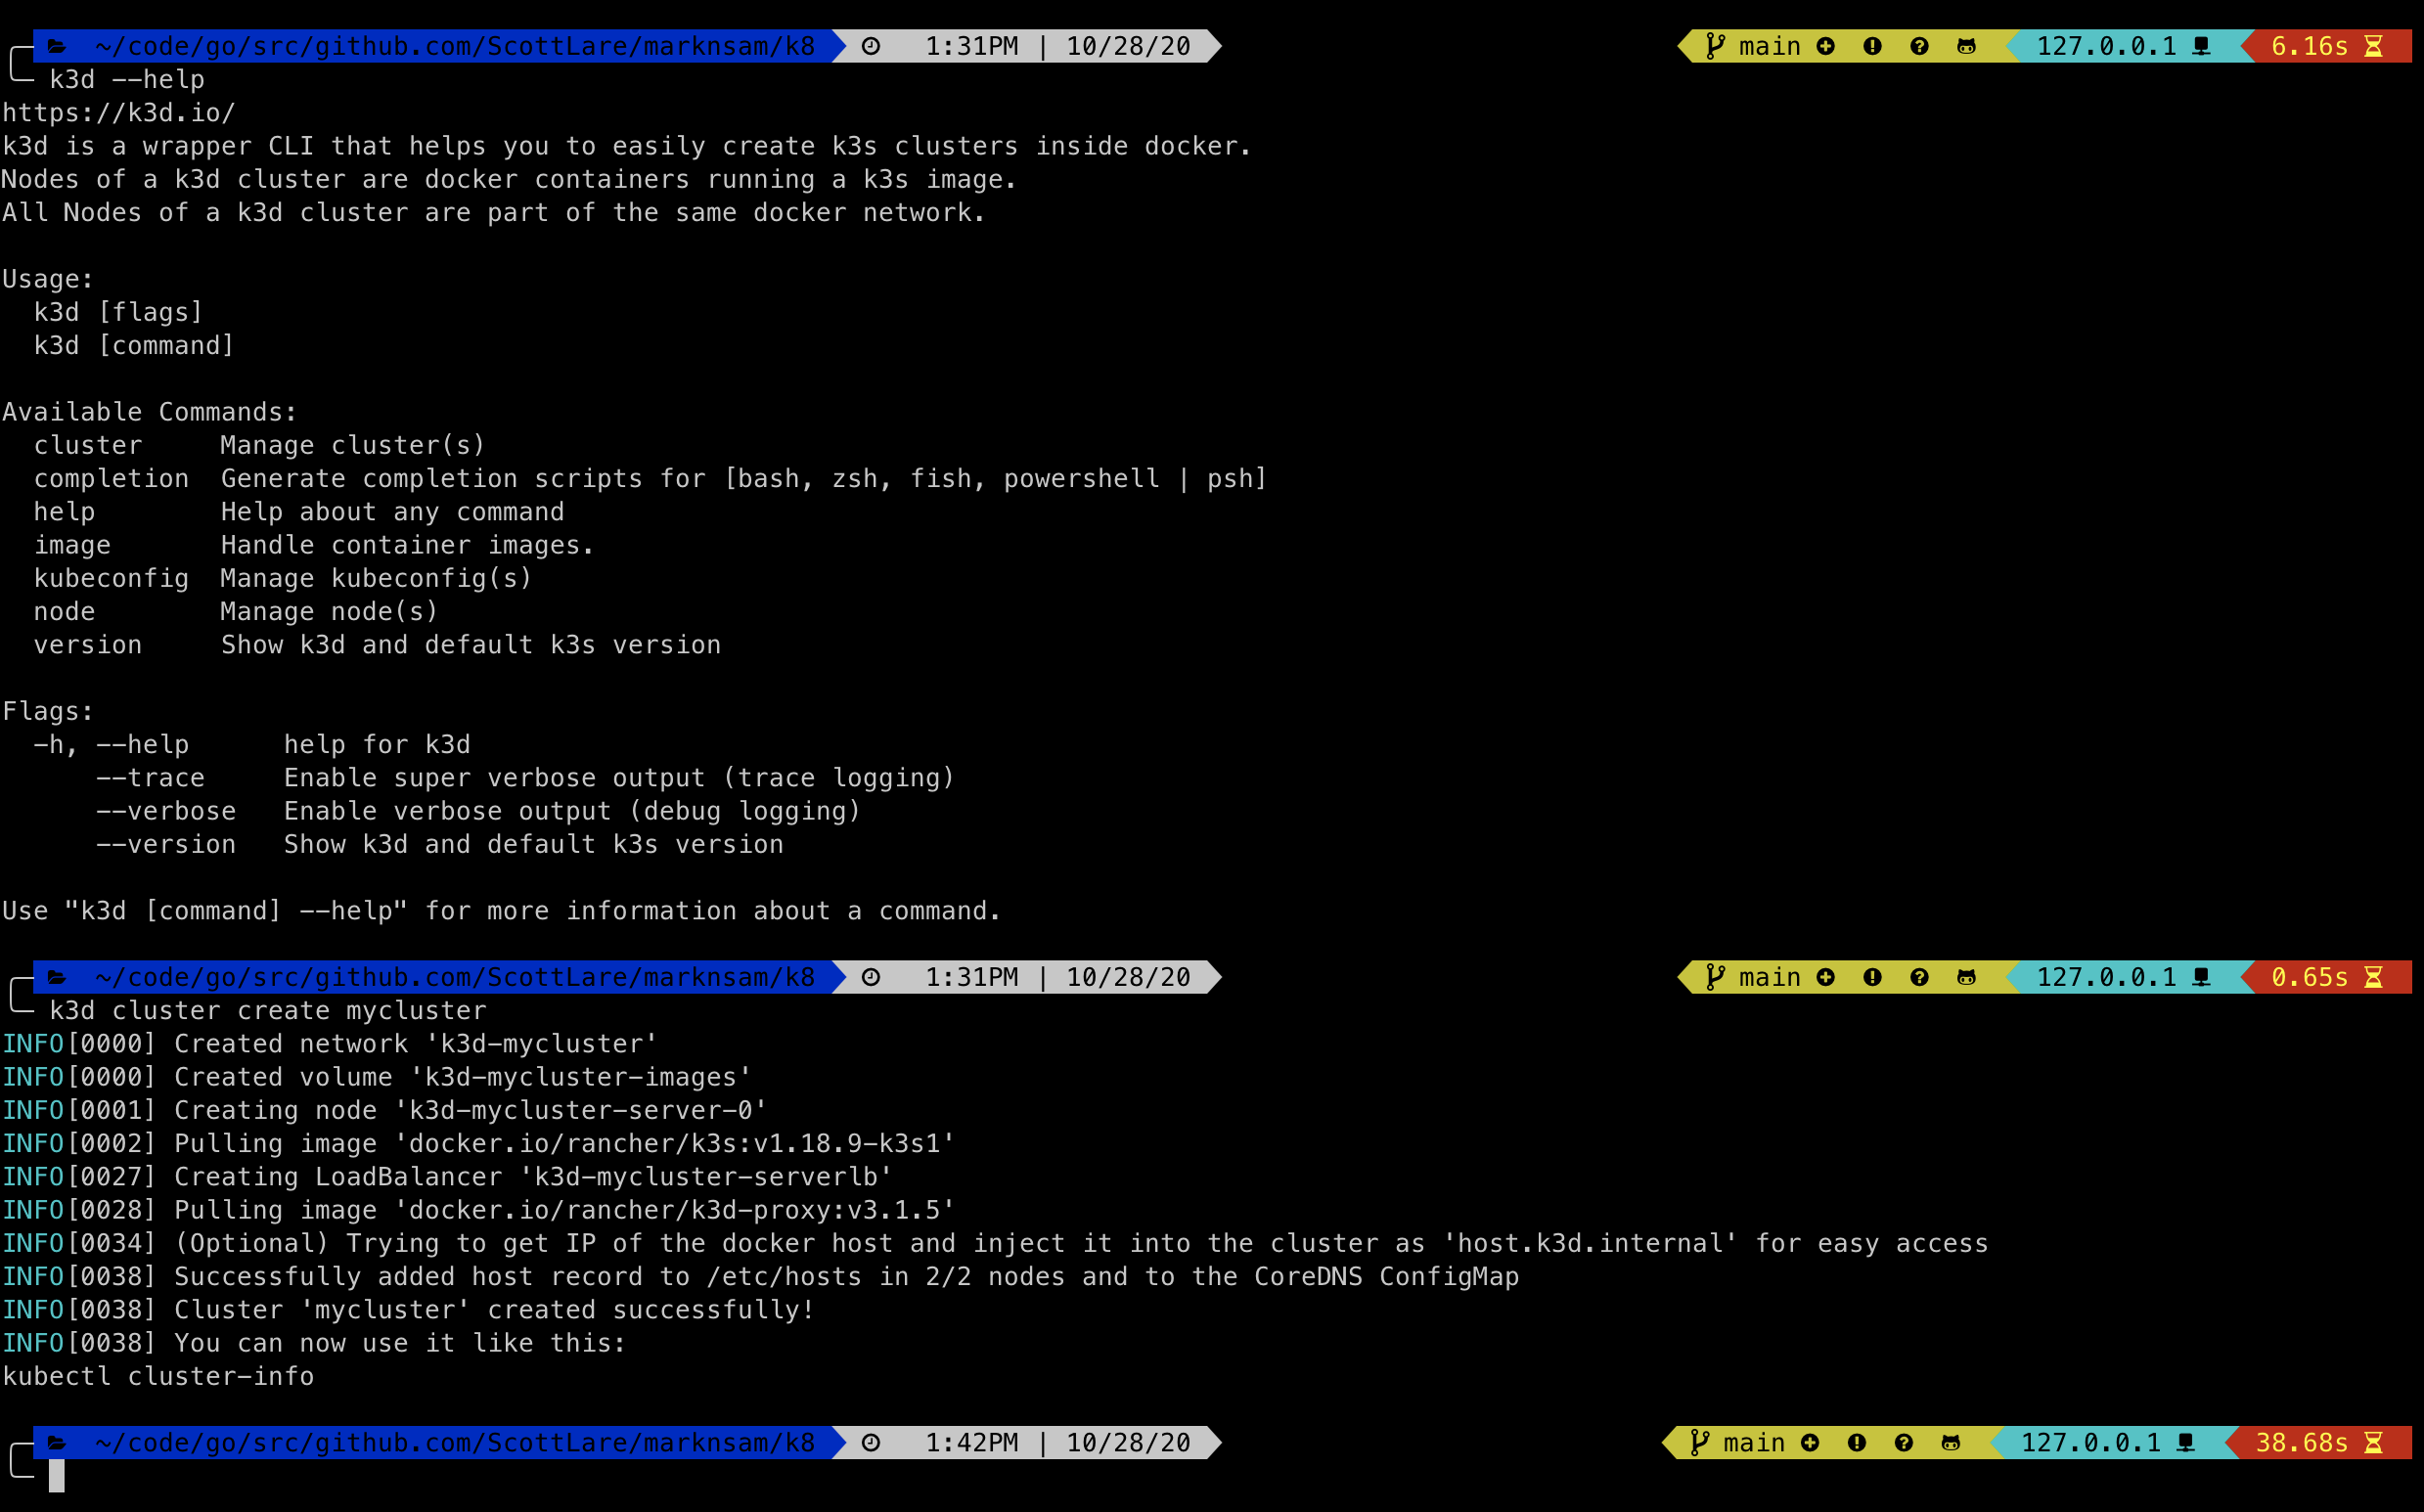 ~/code/go/src/github.com/ScottLare/marknsam/k8 1:31PM | 10/28/20 main 127.0.0.1 6.16s
k3d --help
https://k3d.io/
k3d is a wrapper CLI that helps you to easily create k3s clusters inside docker.
Nodes of a k3d cluster are docker containers running a k3s image.
All Nodes of a k3d cluster are part of the same docker network.
Usage:
k3d [flags]
k3d [command]
Available Commands:
cluster Manage cluster(s)
completion Generate completion scripts for [bash, zsh, fish, powershell | psh]
help Help about any command
image Handle container images.
kubeconfig Manage kubeconfig(s)
node Manage node(s)
version Show k3d and default k3s version
Flags:
-h, --help help for k3d
--trace Enable super verbose output (trace logging)
--verbose Enable verbose output (debug logging)
--version Show k3d and default k3s version
Use "k3d [command] --help" for more information about a command.
~/code/go/src/github.com/ScottLare/marknsam/k8 1:31PM | 10/28/20 main 127.0.0.1 0.65s
k3d cluster create mycluster
INFO[0000] Created network 'k3d-mycluster'
INFO[0000] Created volume 'k3d-mycluster-images'
INFO[0001] Creating node 'k3d-mycluster-server-0'
INFO[0002] Pulling image 'docker.io/rancher/k3s:v1.18.9-k3s1'
INFO[0027] Creating LoadBalancer 'k3d-mycluster-serverlb'
INFO[0028] Pulling image 'docker.io/rancher/k3d-proxy:v3.1.5'
INFO[0034] (Optional) Trying to get IP of the docker host and inject it into the cluster as 'host.k3d.internal' for easy access
INFO[0038] Successfully added host record to /etc/hosts in 2/2 nodes and to the CoreDNS ConfigMap
INFO[0038] Cluster 'mycluster' created successfully!
INFO[0038] You can now use it like this:
kubectl cluster-info
~/code/go/src/github.com/ScottLare/marknsam/k8 1:42PM | 10/28/20 main 127.0.0.1 38.68s